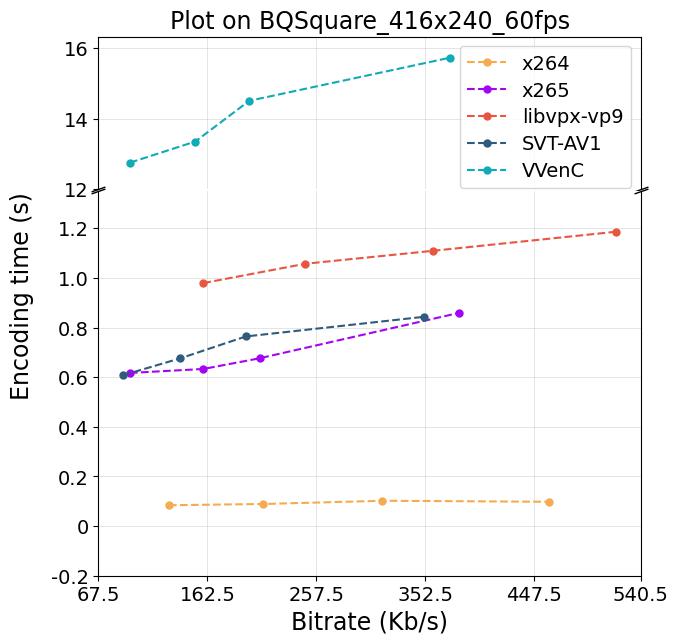 Plot on BQSquare_416x240_60fps
x264
x265
libvpx-vp9
SVT-AV1
VVenC
16
14
12
1.2
1.0
0.8
0.6
0.4
0.2
0
-0.2
Encoding time (s)
67.5 162.5 257.5 352.5 447.5 540.5
Bitrate (Kb/s)